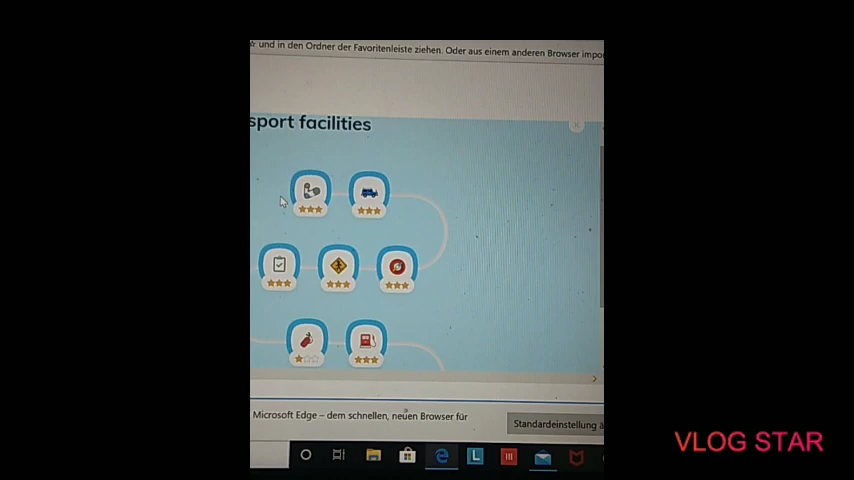 und in den Ordner der Favoritenleiste ziehen. Oder aus einem anderen Browser impo
sport facilities
Microsoft Edge – dem schnellen, neuen Browser für
Standardeinstellung ä
L
VLOG STAR